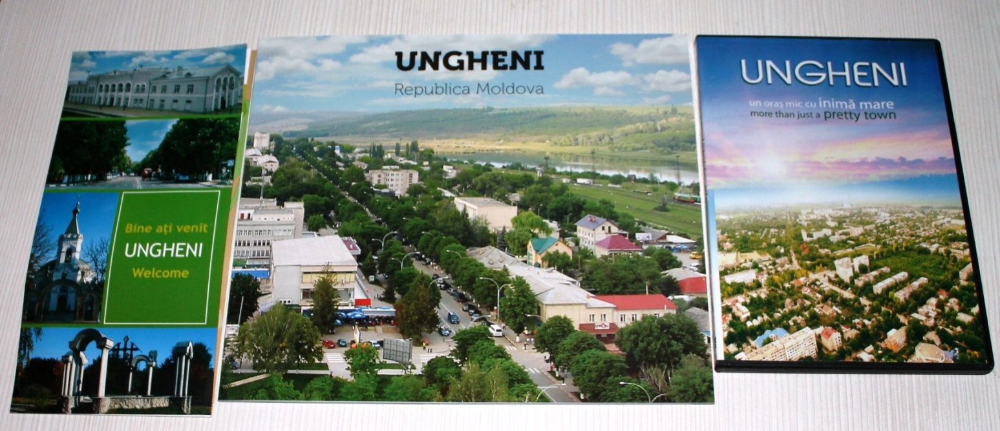 Bine ați venit
UNGHENI
Welcome
UNGHENI
Republica Moldova
UNGHENI
un oraș mic cu inimă mare
more than just a pretty town